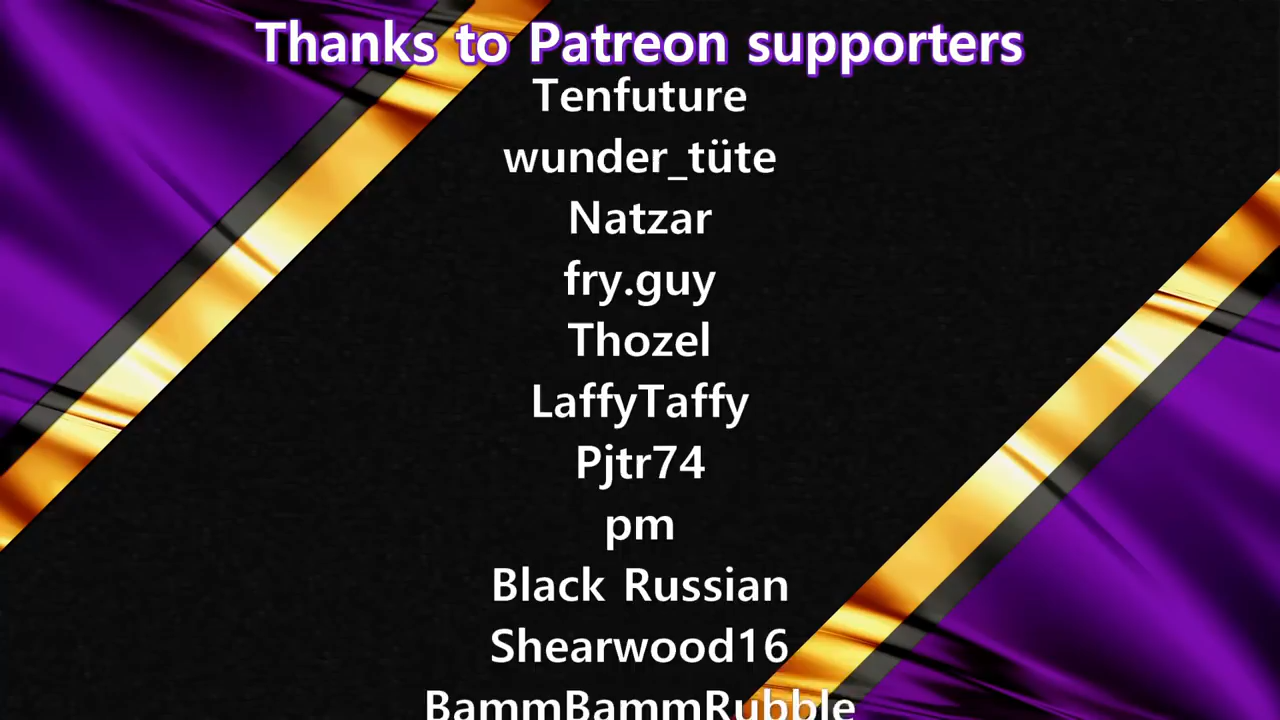 Thanks to Patreon supporters
Tenfuture
wunder_tüte
Natzar
fry.guy
Thozel
LaffyTaffy
Pjtr74
pm
Black Russian
Shearwood16
BammBammRubble